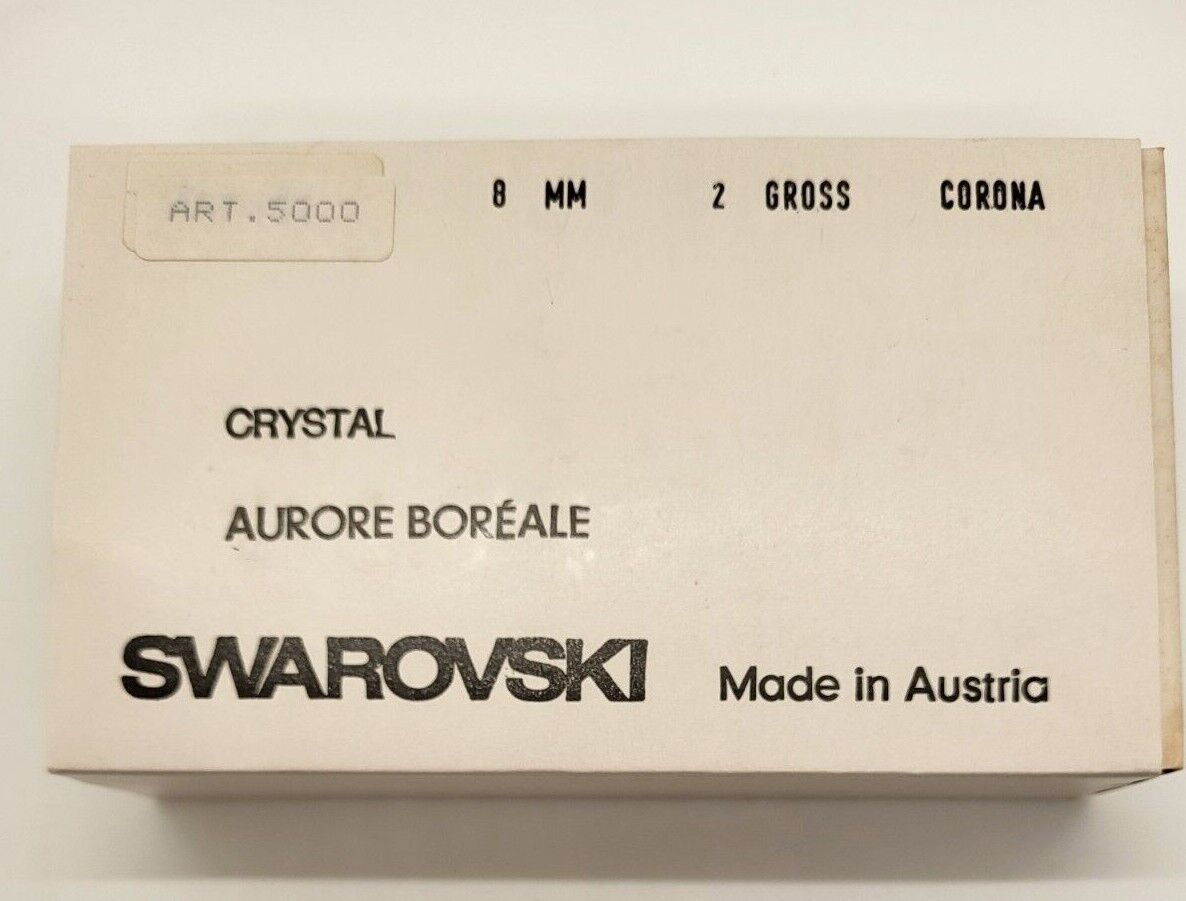 ART.5000 8 MM 2 GROSS CORONA
CRYSTAL
AURORE BORÉALE
SWAROVSKI Made in Austria